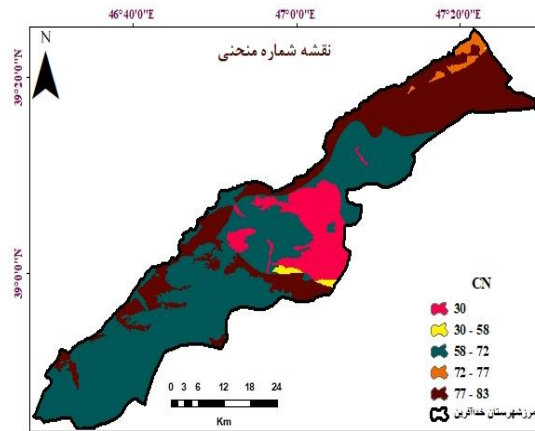 46°40'0"E 47°0'0"E 47°20'0"E
N
نقشه شماره منحنی
39°20'0"N
39°0'0"N
CN
30
30 - 58
58 - 72
72 - 77
77 - 83
مرزشهرستان خداآفرین
0 3 6 12 18 24
Km